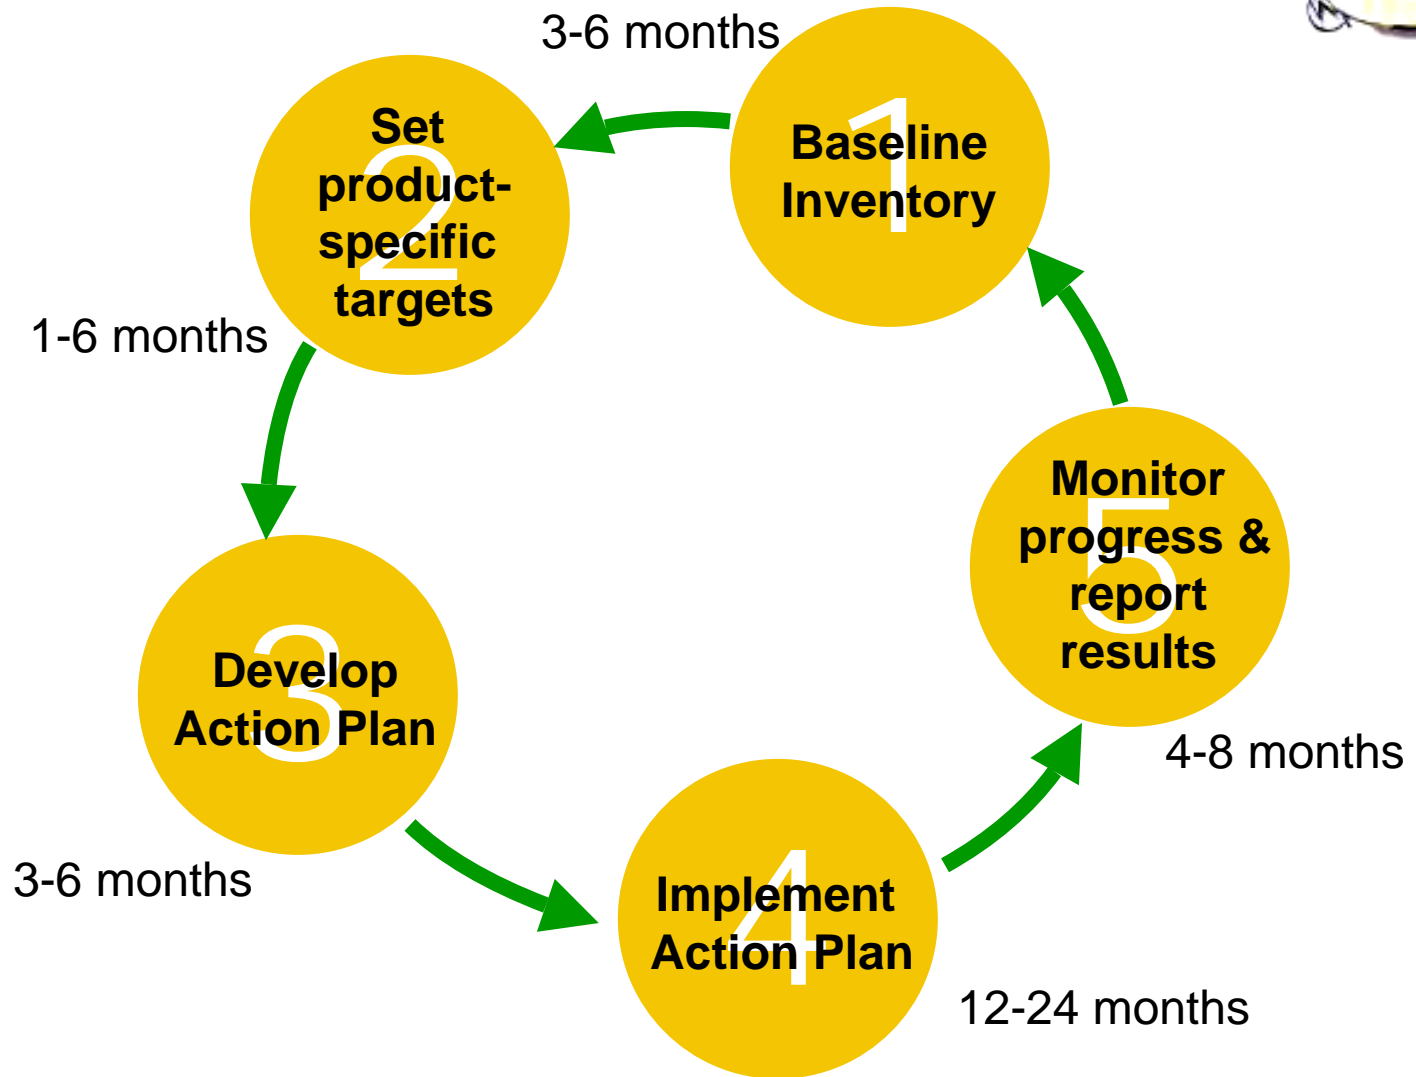 3-6 months
1
Baseline
Inventory
2
Set
product-
specific
targets
1-6 months
3
Develop
Action Plan
3-6 months
4
Implement
Action Plan
12-24 months
5
Monitor
progress &
report
results
4-8 months